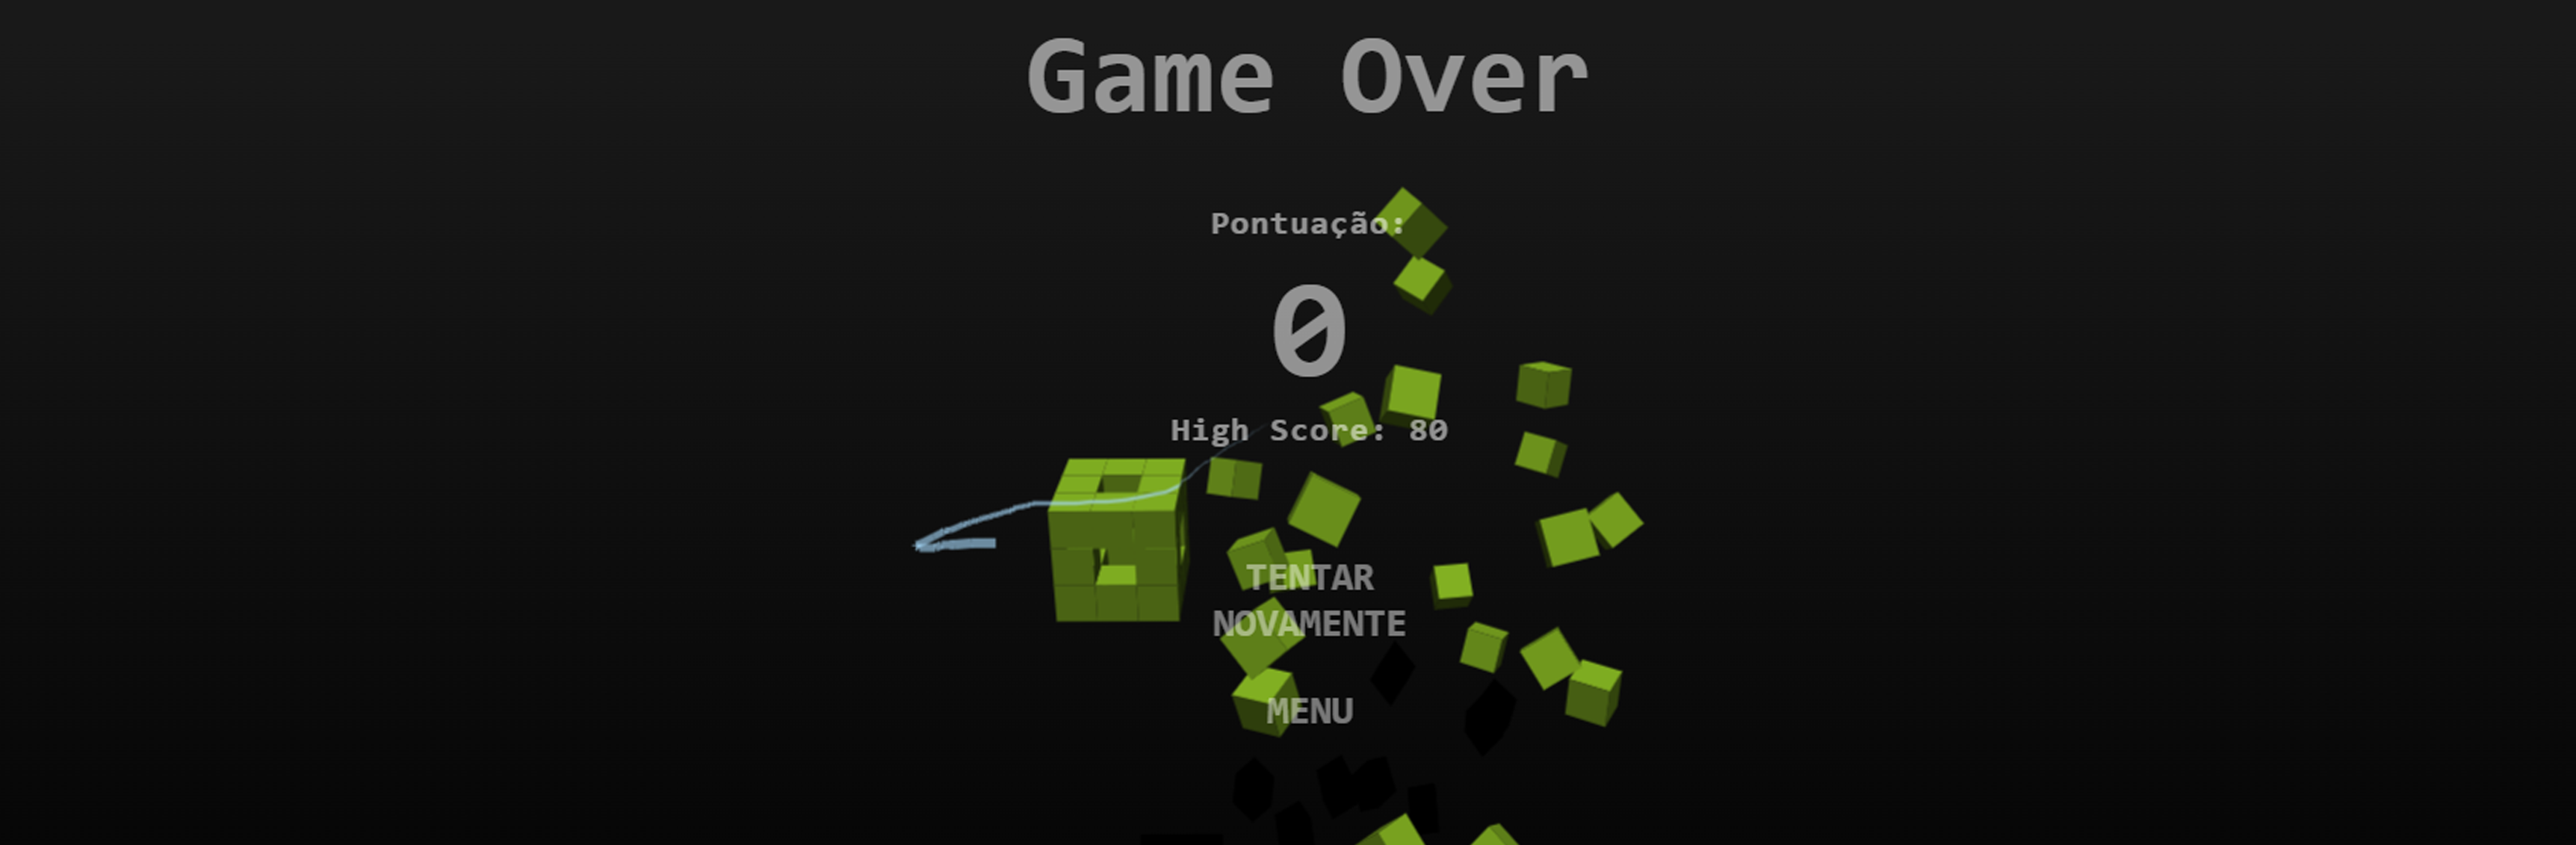 Game Over
Pontuação:
0
High Score: 80
TENTAR
NOVAMENTE
MENU